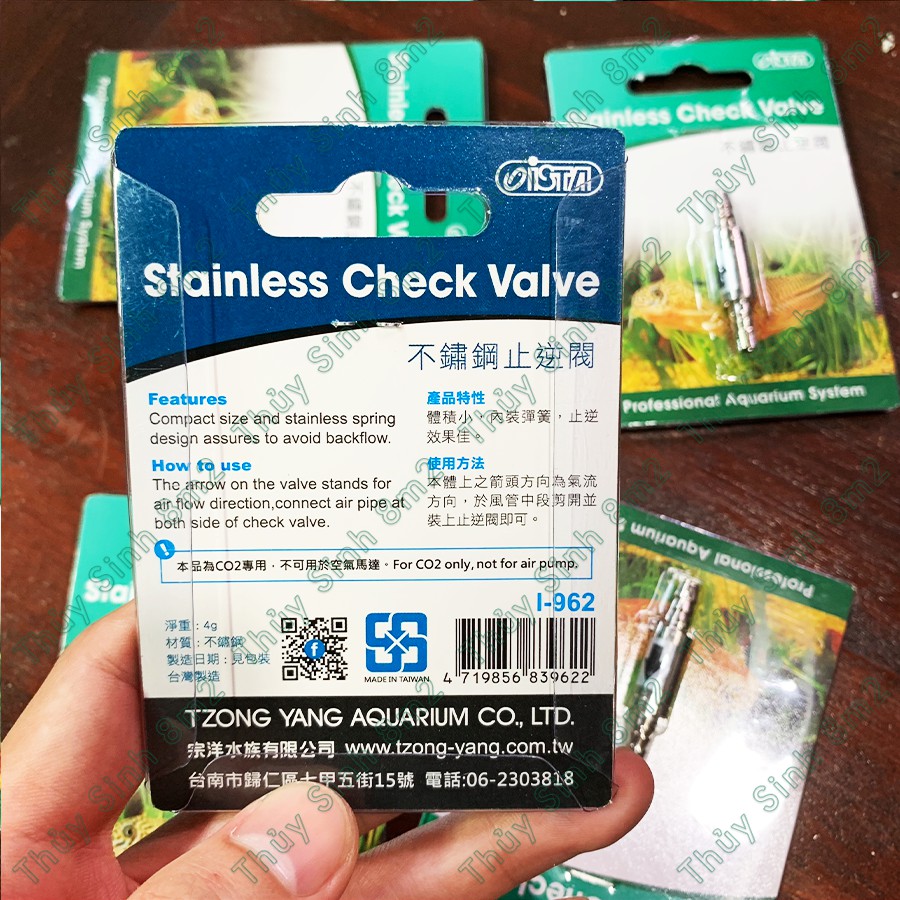 ISTA
Stainless Check Valve
不鏽鋼止逆閥
Features
Compact size and stainless spring
design assures to avoid backflow.
How to use
The arrow on the valve stands for
air flow direction,connect air pipe at
both side of check valve.
產品特性
體積小，內裝彈簧，止逆
效果佳。
使用方法
本體上之箭頭方向為氣流
方向，於風管中段剪開並
裝上止逆閥即可。
本品為CO2專用，不可用於空氣馬達。For CO2 only, not for air pump.
I-962
淨重：4g
材質：不鏽鋼
製造日期：見包裝
台灣製造
MADE IN TAIWAN
4 719856 839622
TZONG YANG AQUARIUM CO., LTD.
宗洋水族有限公司 www.tzong-yang.com.tw
台南市歸仁區七甲五街15號 電話:06-2303818
ISTA
Stainless Check Valve
Professional Aquarium System
Professional Aquarium
Thủy Sinh 8m2